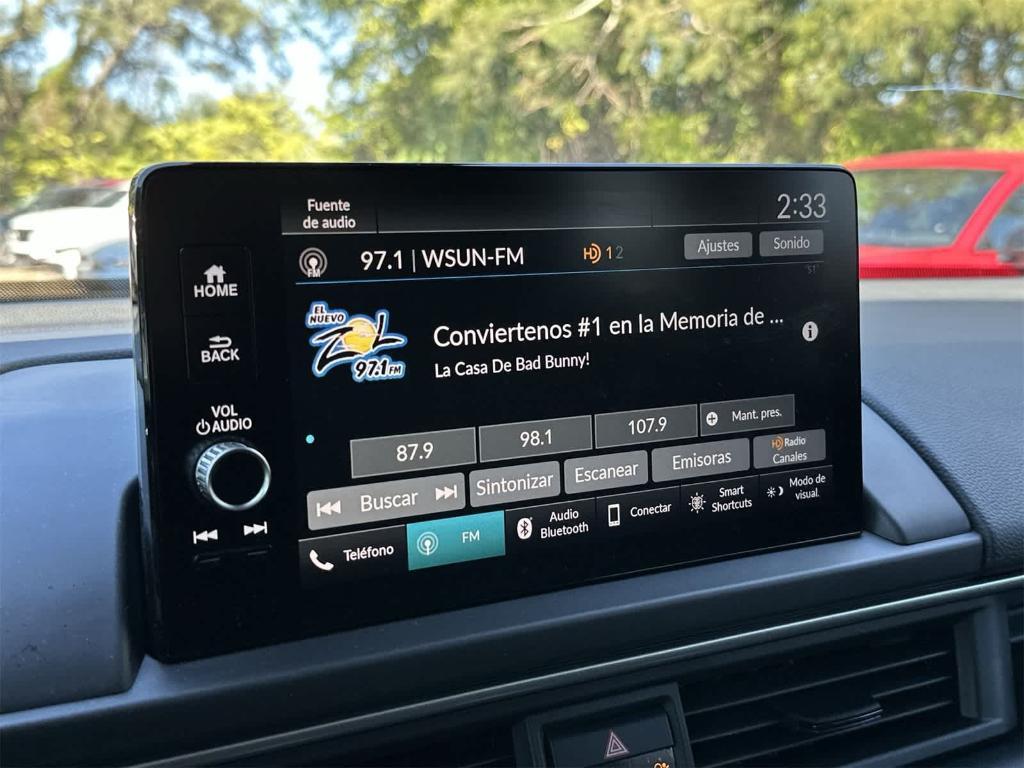 Fuente
de audio
2:33
FM
97.1 | WSUN-FM
HD 1 2
Ajustes
Sonido
HOME
BACK
VOL
AUDIO
EL
NUEVO
ZOL
97.1 FM
Conviertenos #1 en la Memoria de ...
La Casa De Bad Bunny!
87.9
98.1
107.9
Mant. pres.
Buscar
Sintonizar
Escanear
Emisoras
HD Radio
Canales
Teléfono
FM
Audio
Bluetooth
Conectar
Smart
Shortcuts
Modo de
visual.